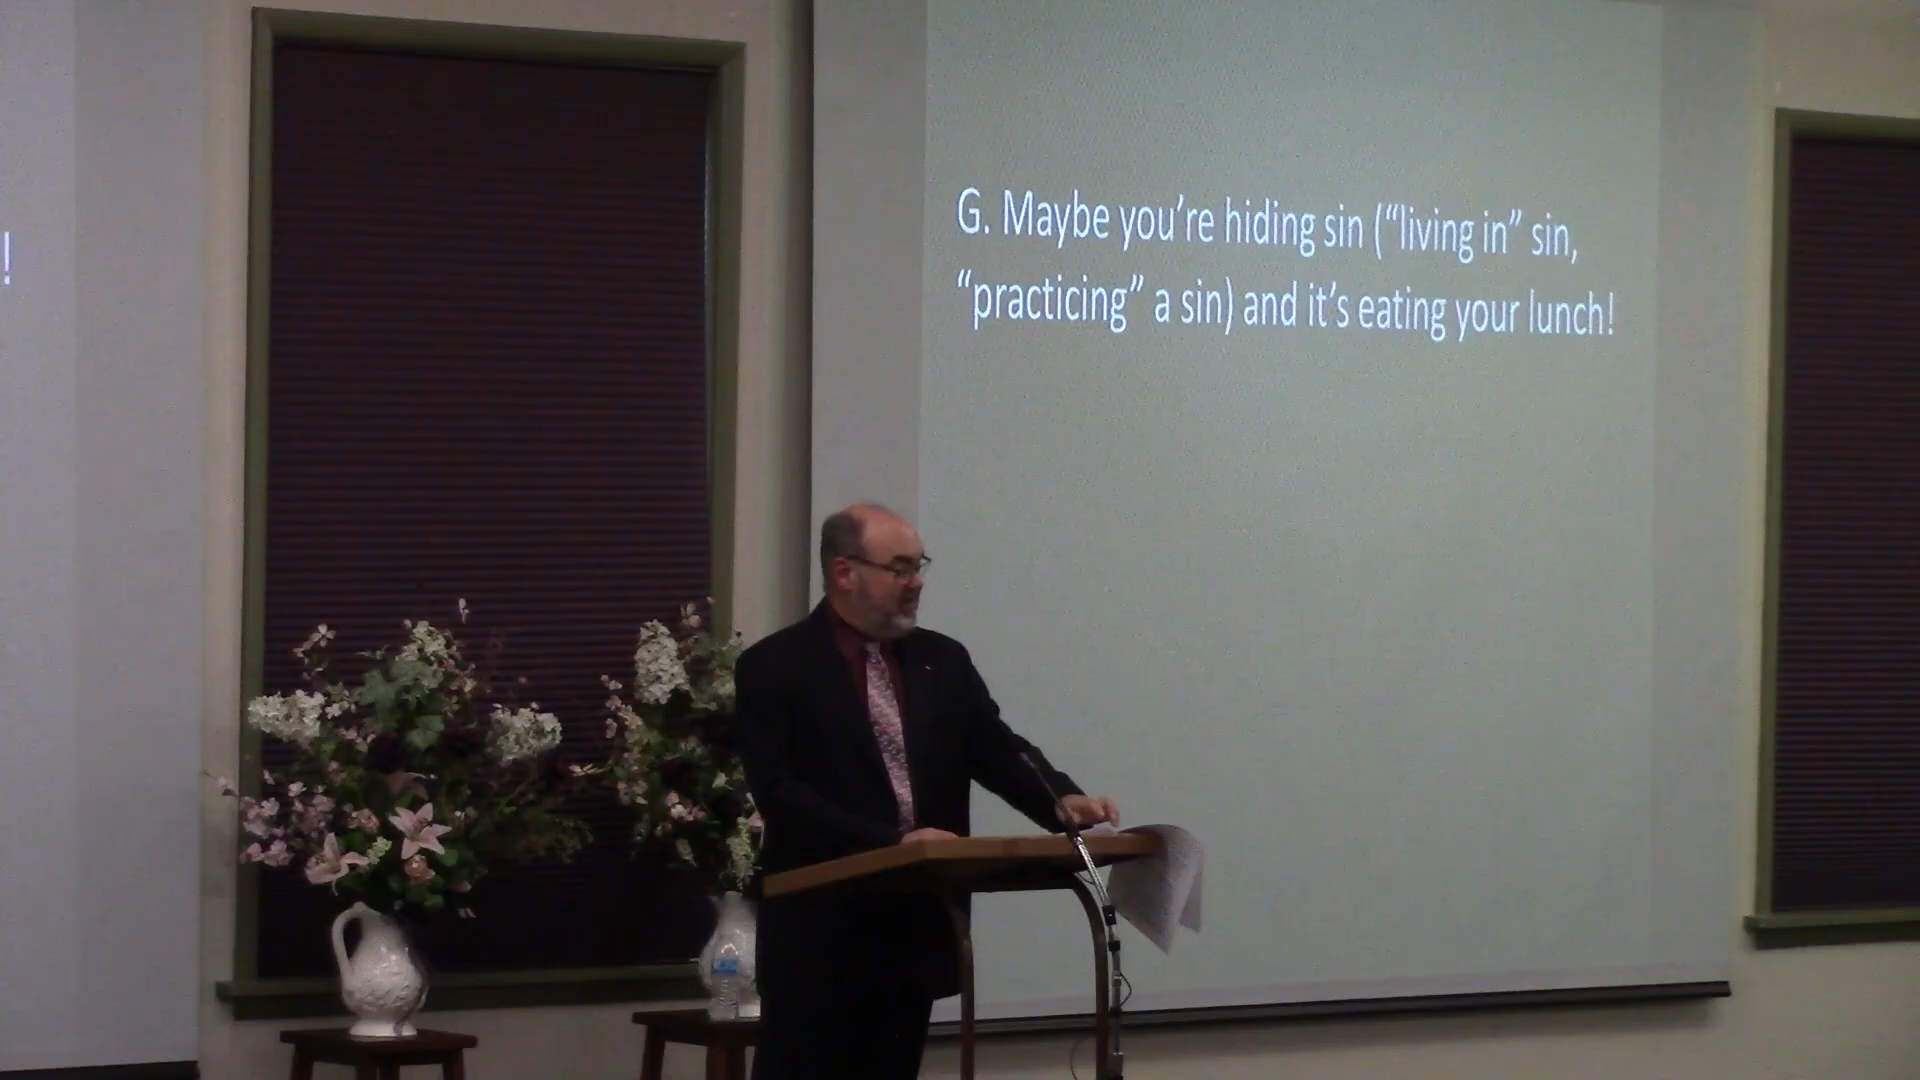 !
G. Maybe you're hiding sin (“living in” sin,
“practicing” a sin) and it's eating your lunch!